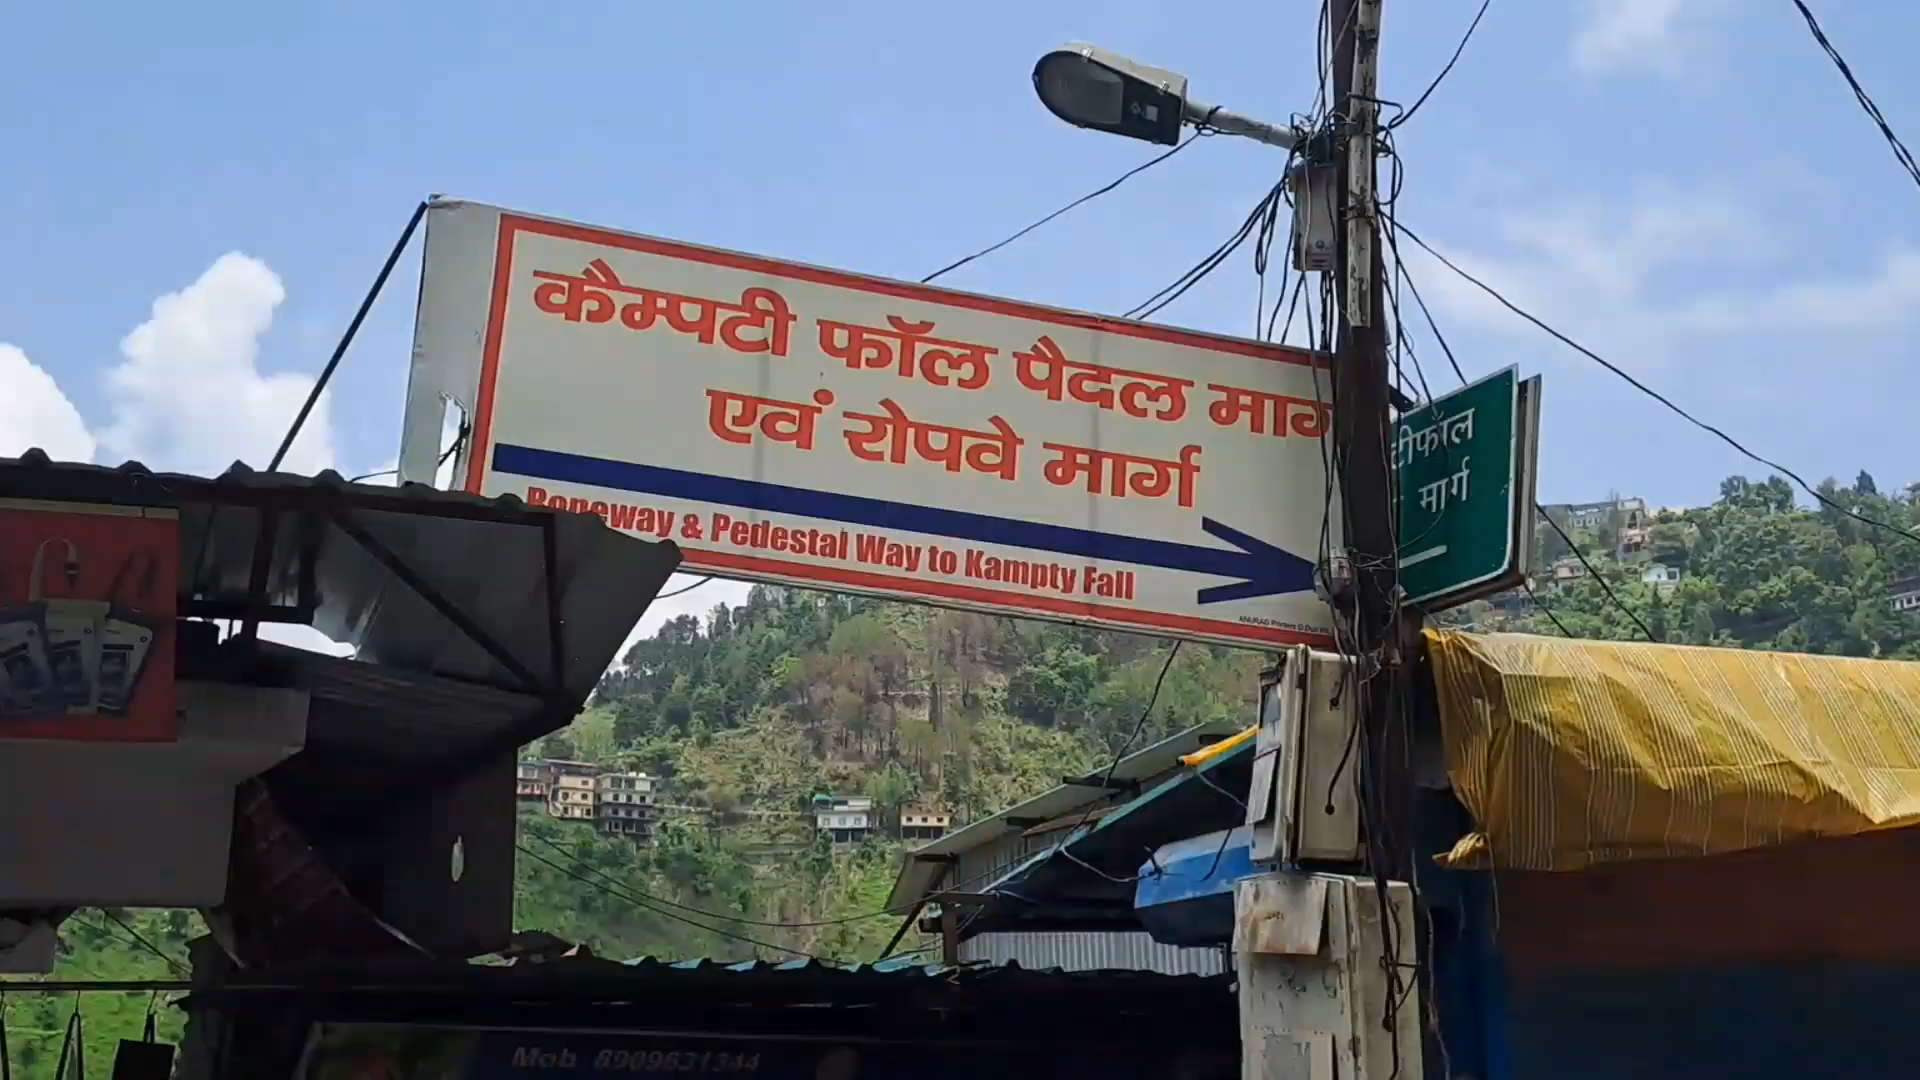 कैम्पटी फॉल पैदल मार्ग
एवं रोपवे मार्ग
Ropeway & Pedestal Way to Kampty Fall
टीफॉल
मार्ग
Mob 8909631344